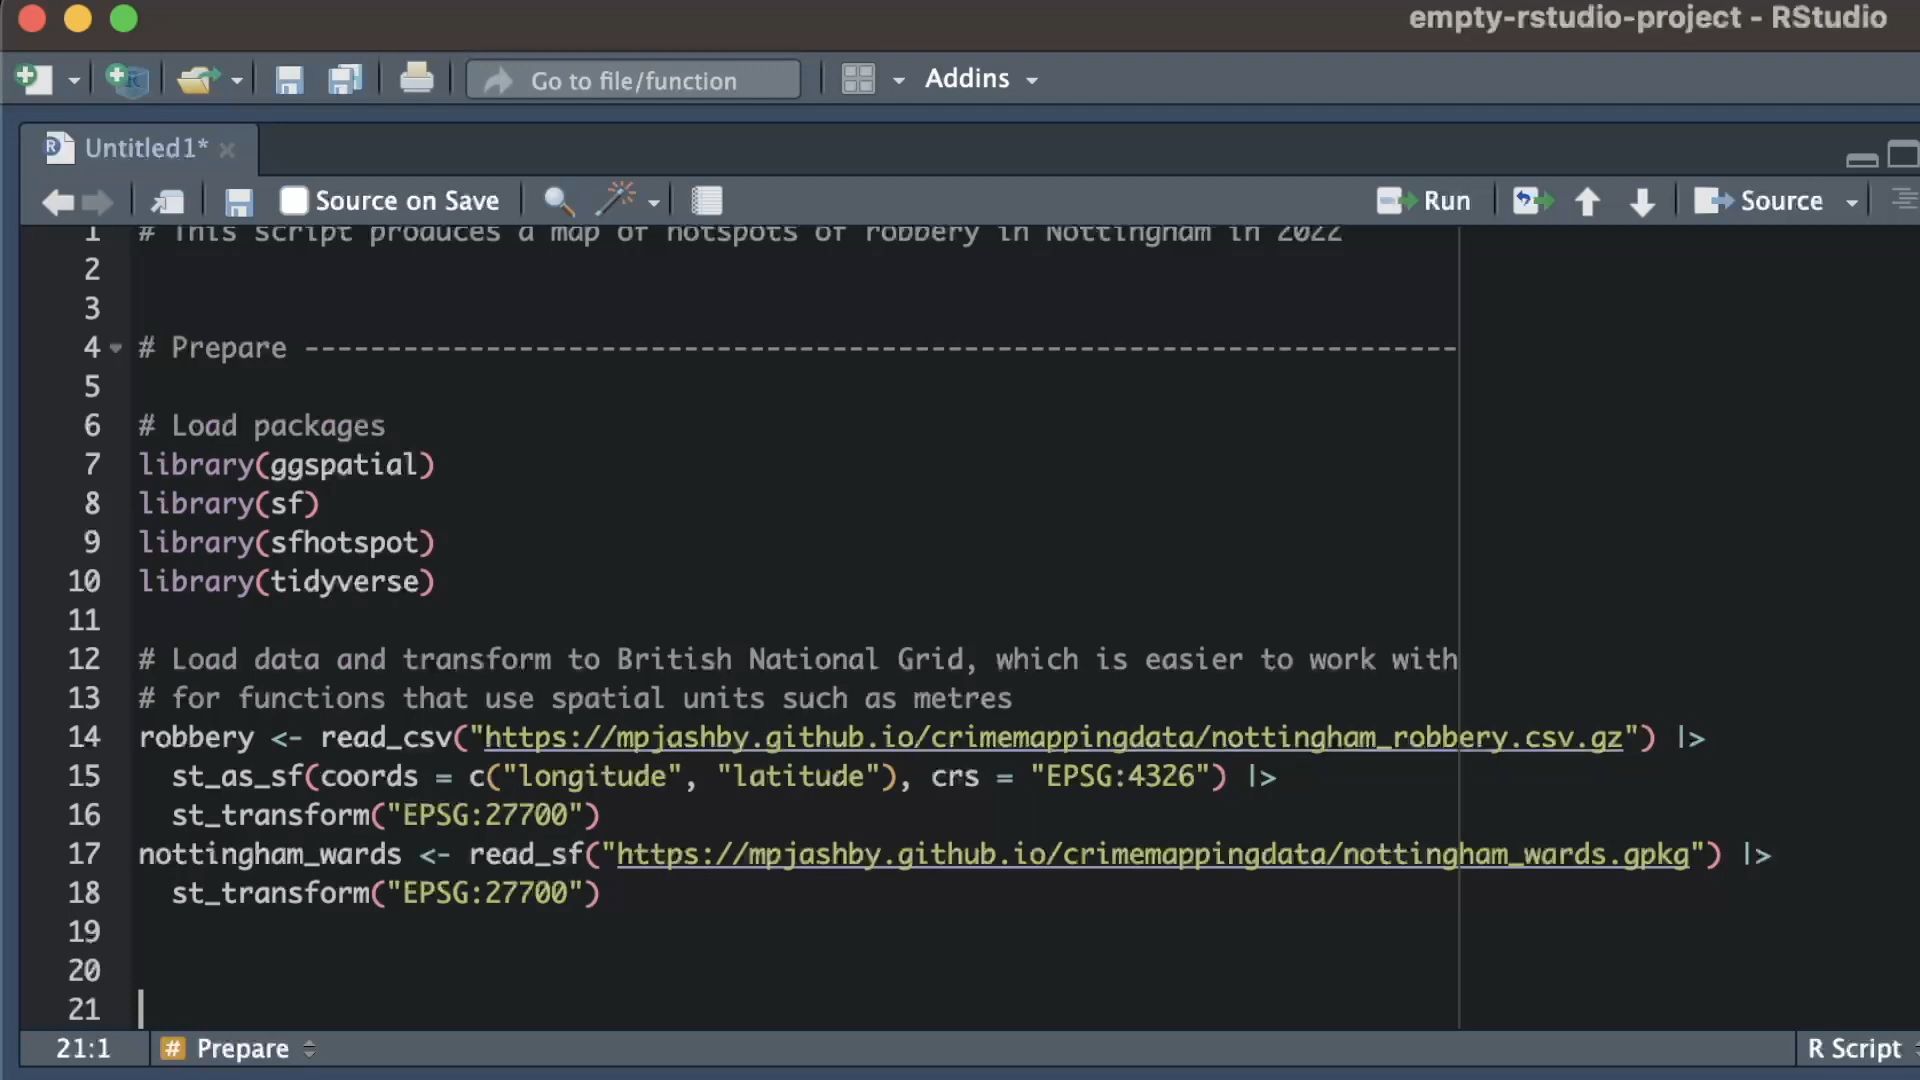 empty-rstudio-project - RStudio
Go to file/function
Addins
Untitled1*
Source on Save
Run
Source
1 # This script produces a map of hotspots of robbery in Nottingham in 2022
2
3
4 # Prepare ----------------------------------------------------------------------
5
6 # Load packages
7 library(ggspatial)
8 library(sf)
9 library(sfhotspot)
10 library(tidyverse)
11
12 # Load data and transform to British National Grid, which is easier to work with
13 # for functions that use spatial units such as metres
14 robbery <- read_csv("https://mpjashby.github.io/crimemappingdata/nottingham_robbery.csv.gz") |>
15   st_as_sf(coords = c("longitude", "latitude"), crs = "EPSG:4326") |>
16   st_transform("EPSG:27700")
17 nottingham_wards <- read_sf("https://mpjashby.github.io/crimemappingdata/nottingham_wards.gpkg") |>
18   st_transform("EPSG:27700")
19
20
21
21:1 # Prepare R Script